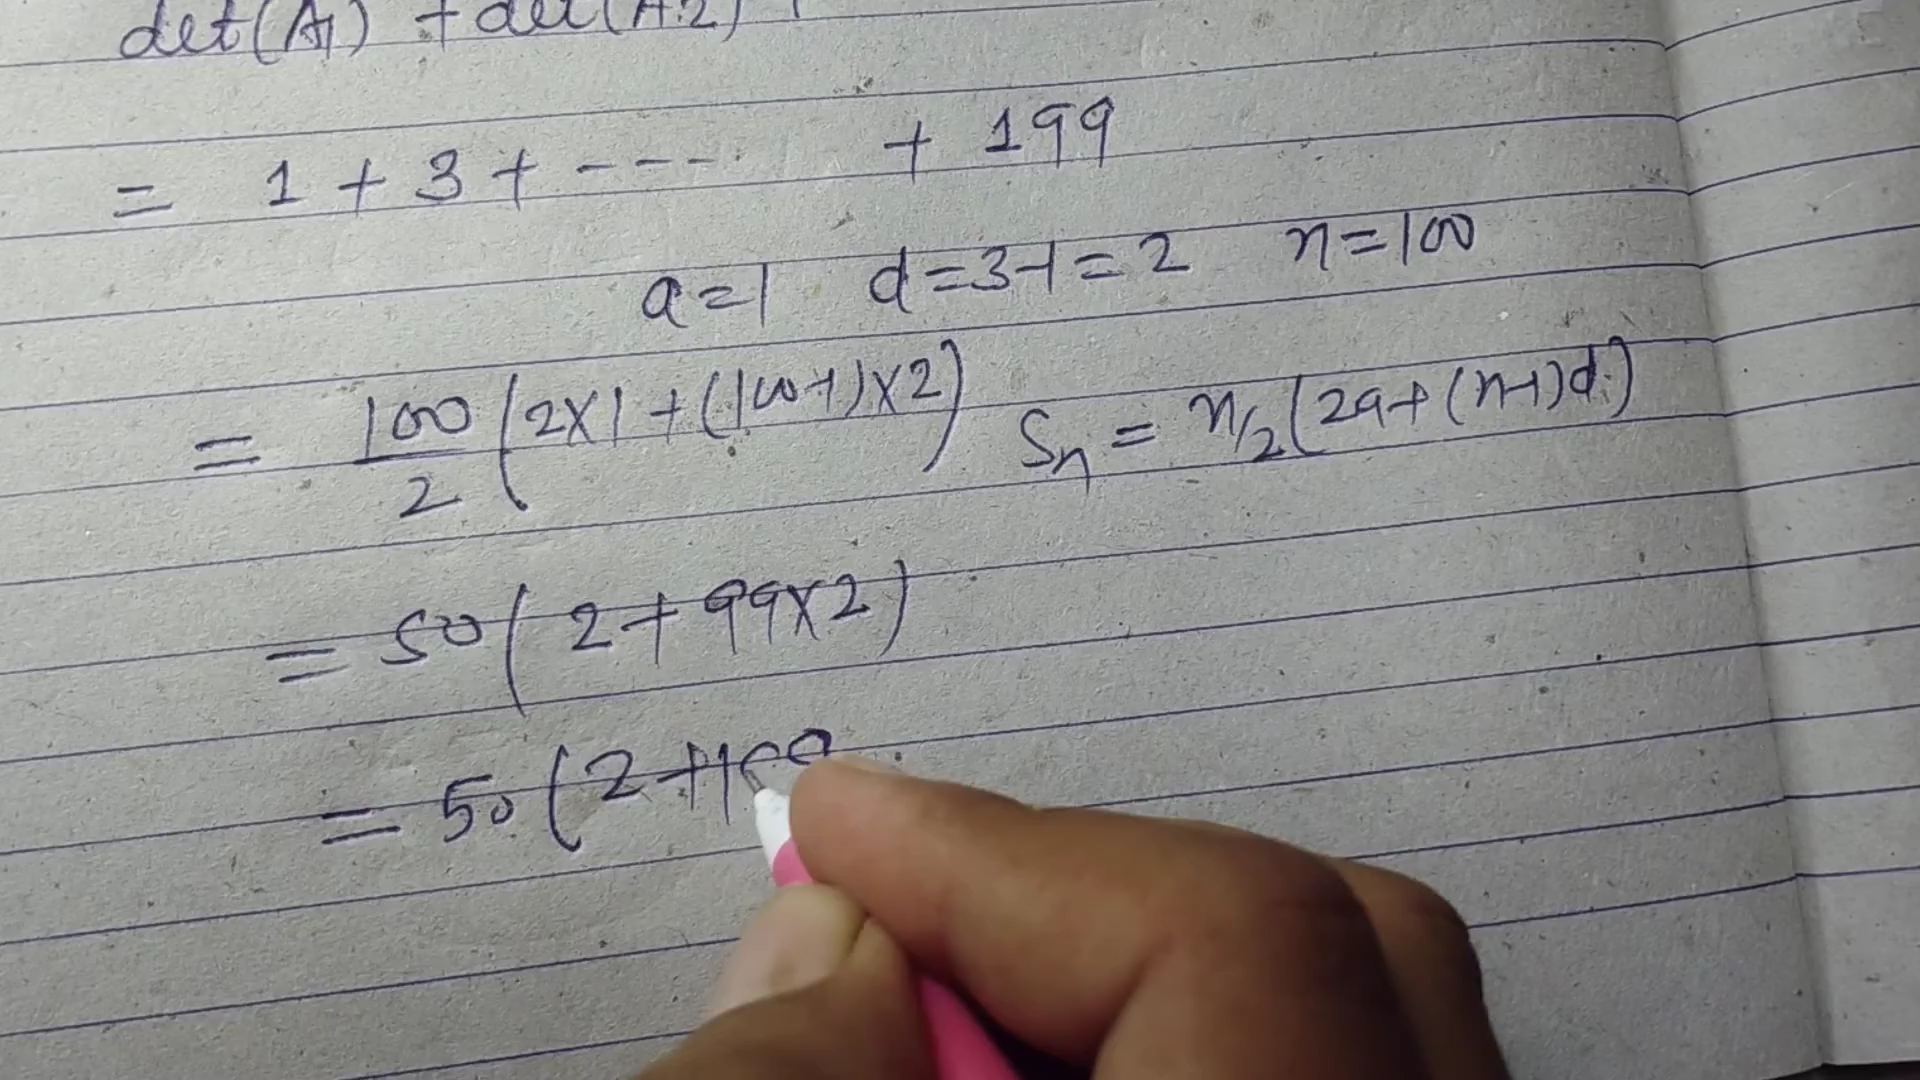 det(A1) + det(A2) +
= 1 + 3 + ---- + 199
a=1 d=3-1=2 n=100
= 100/2 (2×1+(100-1)×2) Sn = n/2(2a+(n-1)d)
= 50(2+99×2)
= 50(2+198